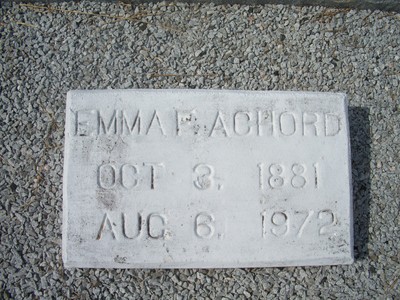 EMMA F. ACHORD
OCT 3, 1881
AUG 6, 1972